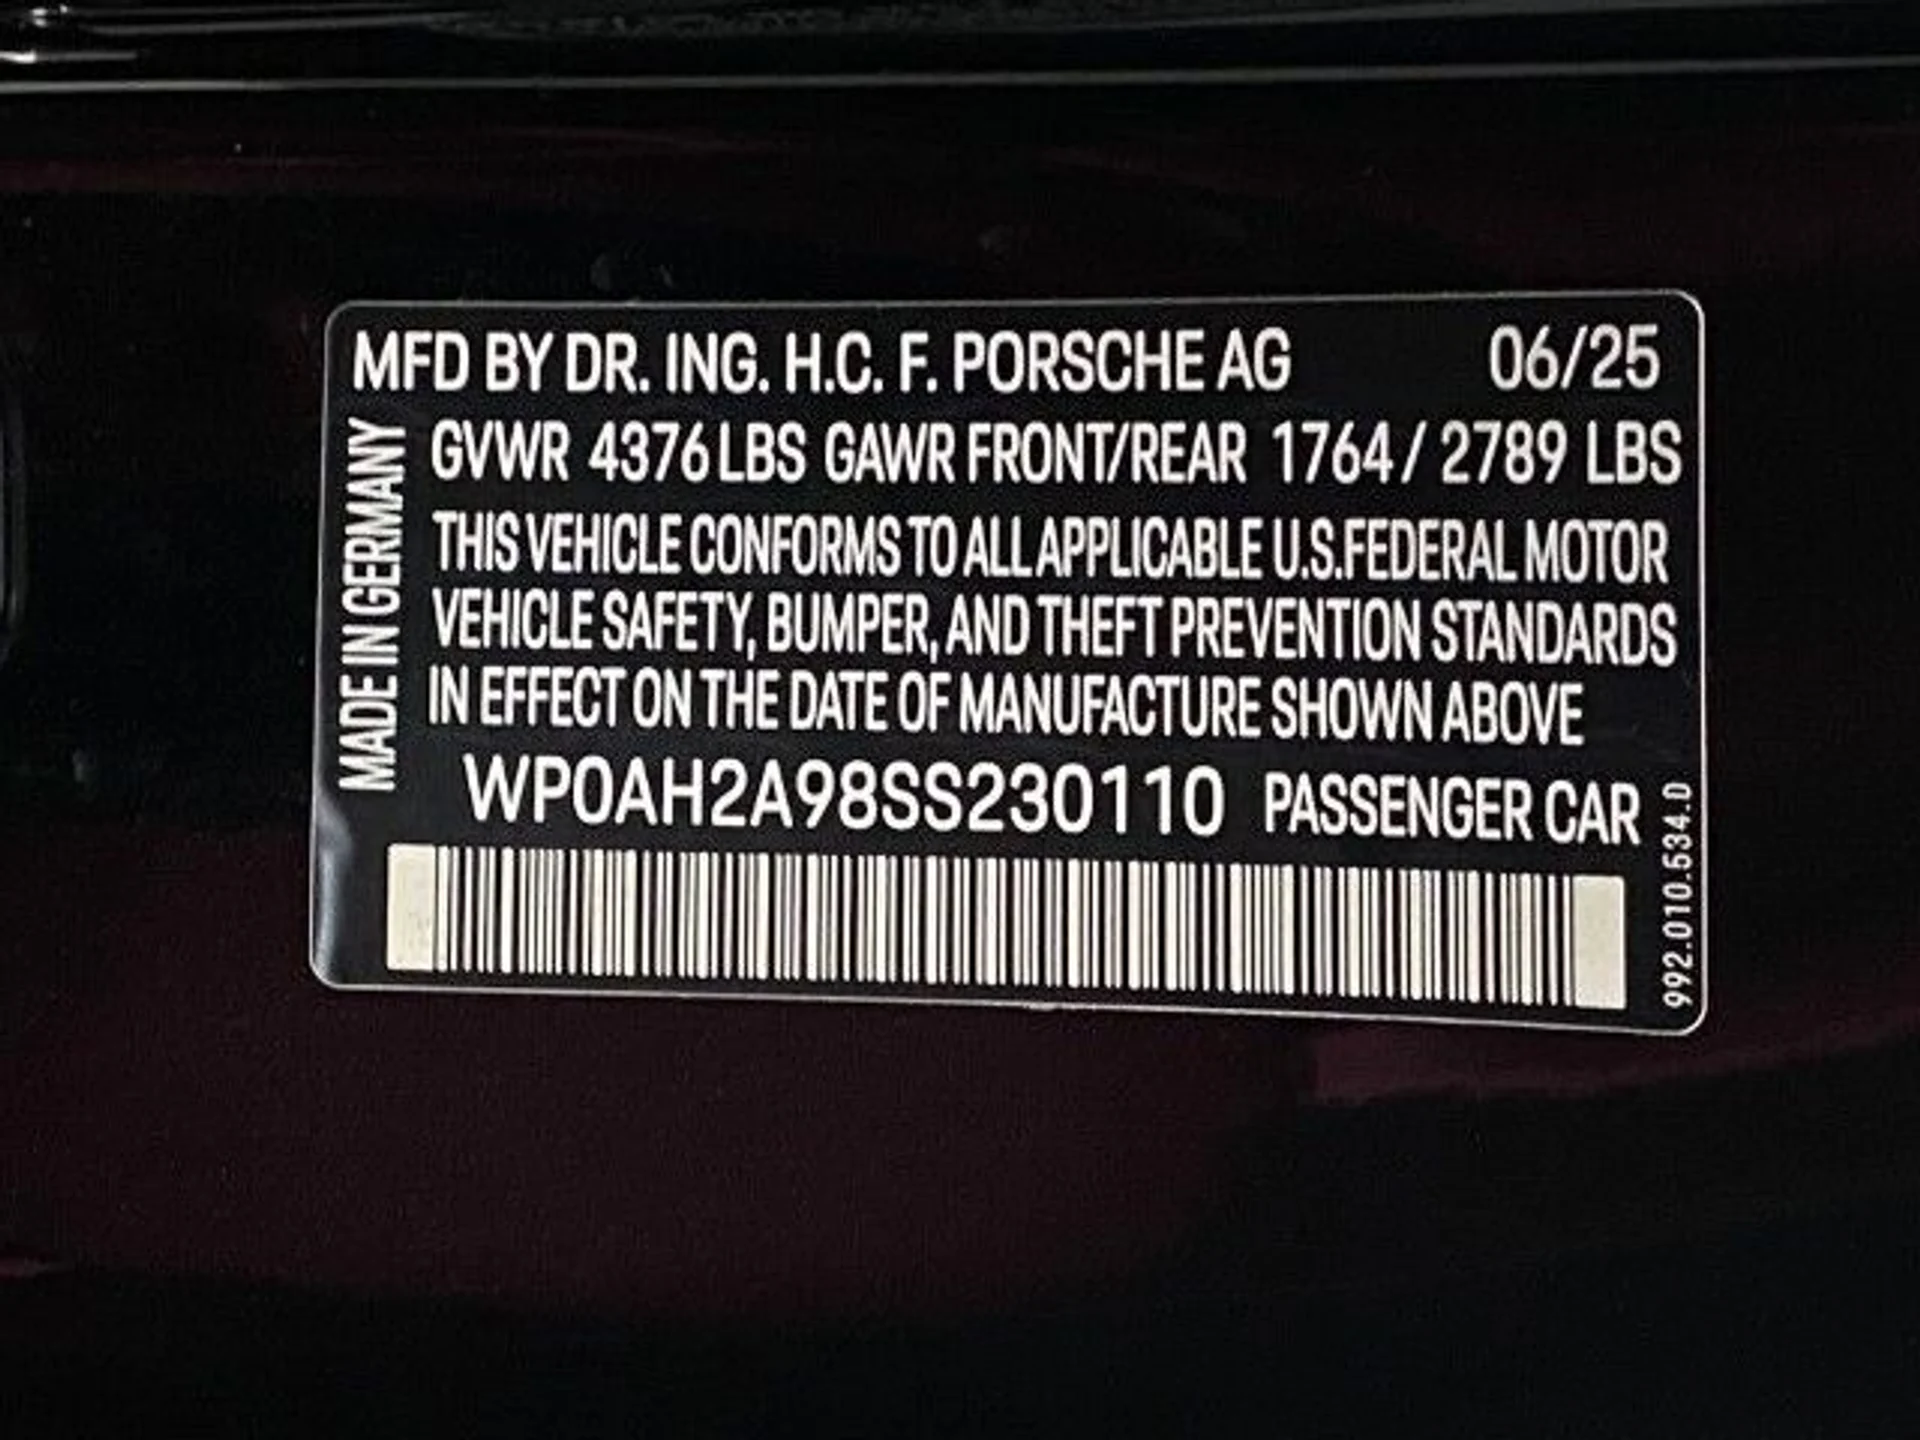 MFD BY DR. ING. H.C. F. PORSCHE AG 06/25
MADE IN GERMANY
GVWR 4376 LBS GAWR FRONT/REAR 1764 / 2789 LBS
THIS VEHICLE CONFORMS TO ALL APPLICABLE U.S.FEDERAL MOTOR
VEHICLE SAFETY, BUMPER, AND THEFT PREVENTION STANDARDS
IN EFFECT ON THE DATE OF MANUFACTURE SHOWN ABOVE
WP0AH2A98SS230110 PASSENGER CAR
992.010.534.D